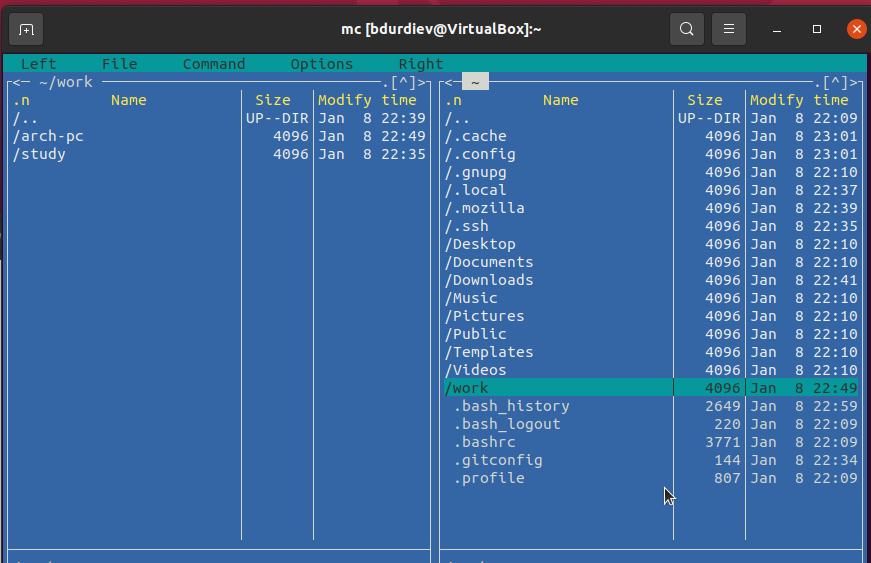 mc [bdurdiev@VirtualBox]:~
Left File Command Options Right
<─ ~/work .[^]>
.n Name Size Modify time
/.. UP--DIR Jan 8 22:39
/arch-pc 4096 Jan 8 22:49
/study 4096 Jan 8 22:35
<─ ~ .[^]>
.n Name Size Modify time
/.. UP--DIR Jan 8 22:09
/.cache 4096 Jan 8 23:01
/.config 4096 Jan 8 23:01
/.gnupg 4096 Jan 8 22:10
/.local 4096 Jan 8 22:37
/.mozilla 4096 Jan 8 22:39
/.ssh 4096 Jan 8 22:35
/Desktop 4096 Jan 8 22:10
/Documents 4096 Jan 8 22:10
/Downloads 4096 Jan 8 22:41
/Music 4096 Jan 8 22:10
/Pictures 4096 Jan 8 22:10
/Public 4096 Jan 8 22:10
/Templates 4096 Jan 8 22:10
/Videos 4096 Jan 8 22:10
/work 4096 Jan 8 22:49
.bash_history 2649 Jan 8 22:59
.bash_logout 220 Jan 8 22:09
.bashrc 3771 Jan 8 22:09
.gitconfig 144 Jan 8 22:34
.profile 807 Jan 8 22:09